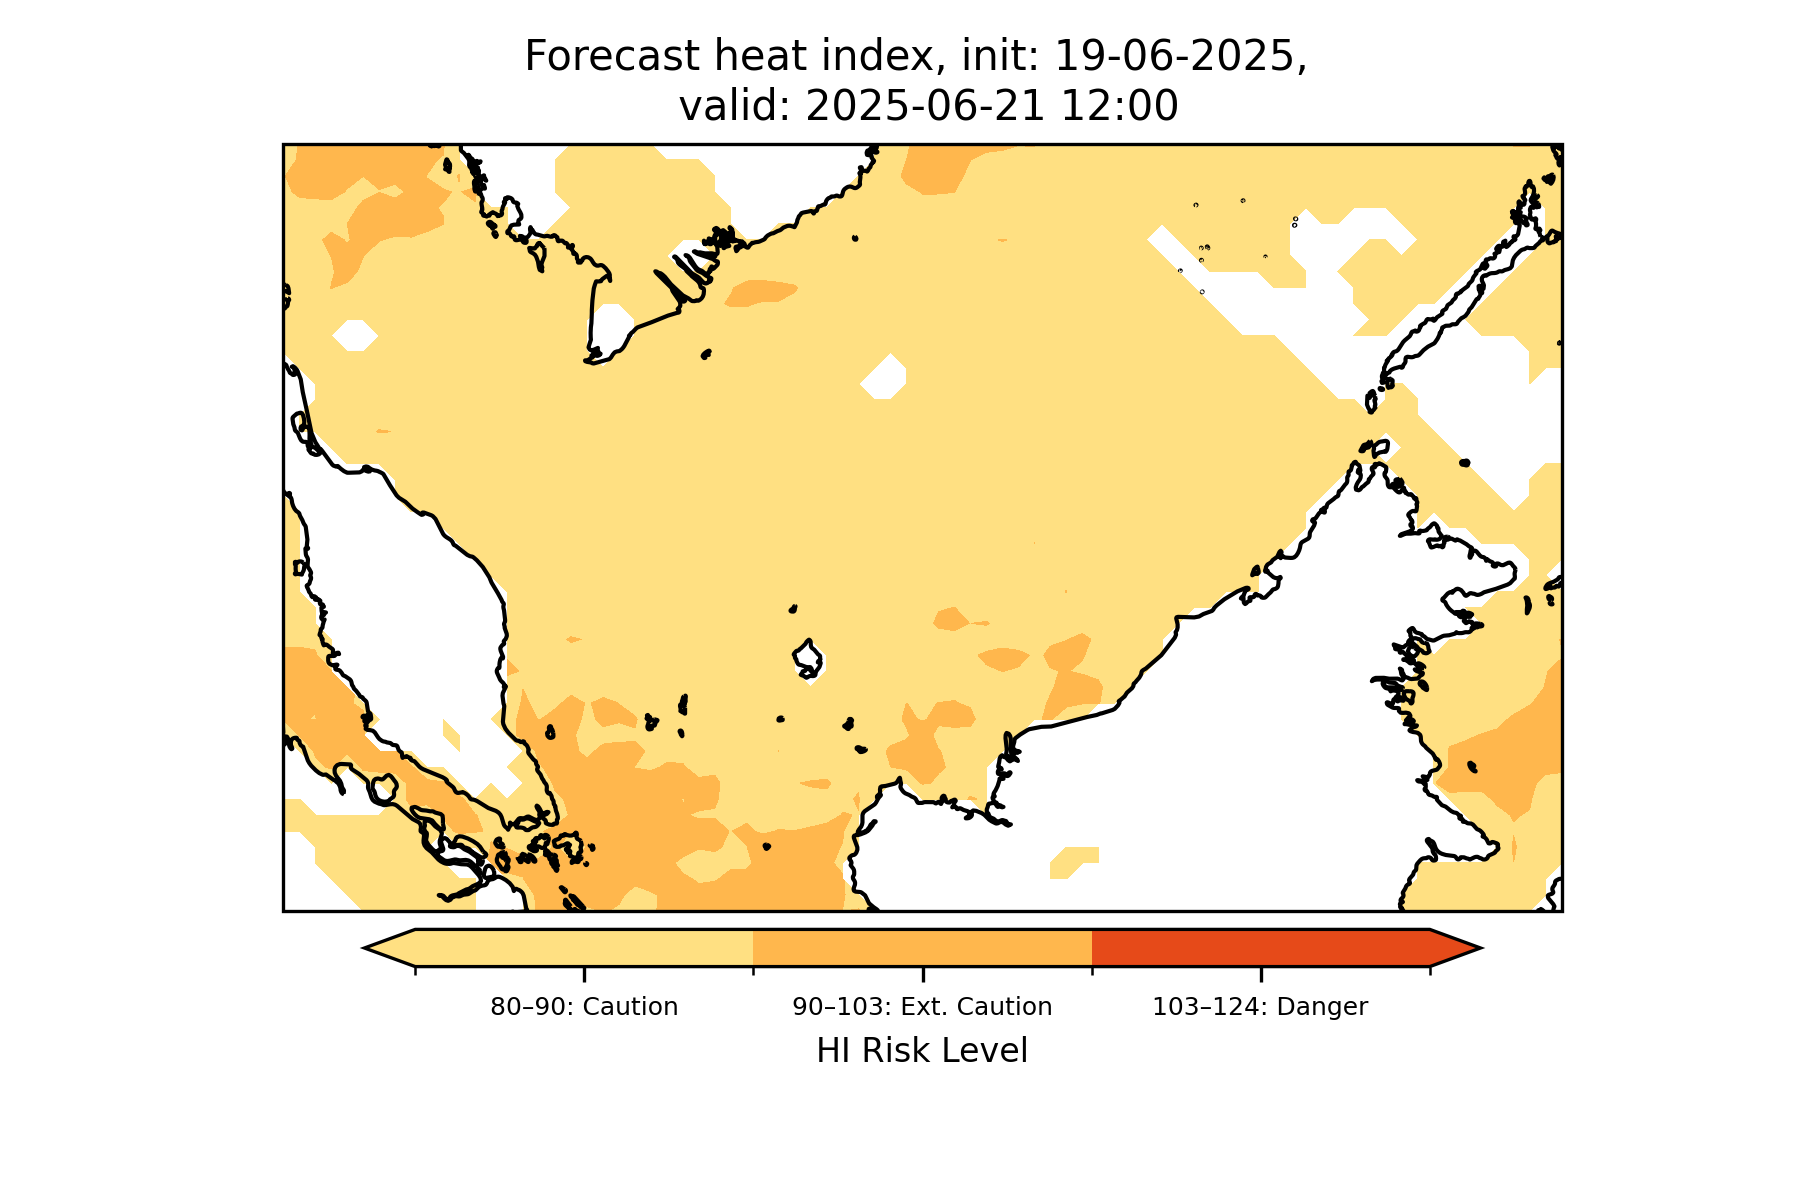 Forecast heat index, init: 19-06-2025,
valid: 2025-06-21 12:00
80–90: Caution
90–103: Ext. Caution
103–124: Danger
HI Risk Level